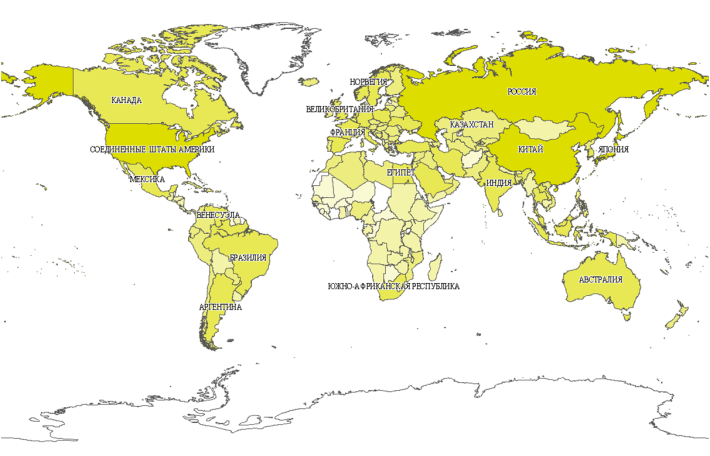 НОРВЕГИЯ
РОССИЯ
КАНАДА
ВЕЛИКОБРИТАНИЯ
КАЗАХСТАН
ФРАНЦИЯ
СОЕДИНЕННЫЕ ШТАТЫ АМЕРИКИ
КИТАЙ
ЯПОНИЯ
ЕГИПЕТ
МЕКСИКА
ИНДИЯ
ВЕНЕСУЭЛА
БРАЗИЛИЯ
АВСТРАЛИЯ
ЮЖНО-АФРИКАНСКАЯ РЕСПУБЛИКА
АРГЕНТИНА